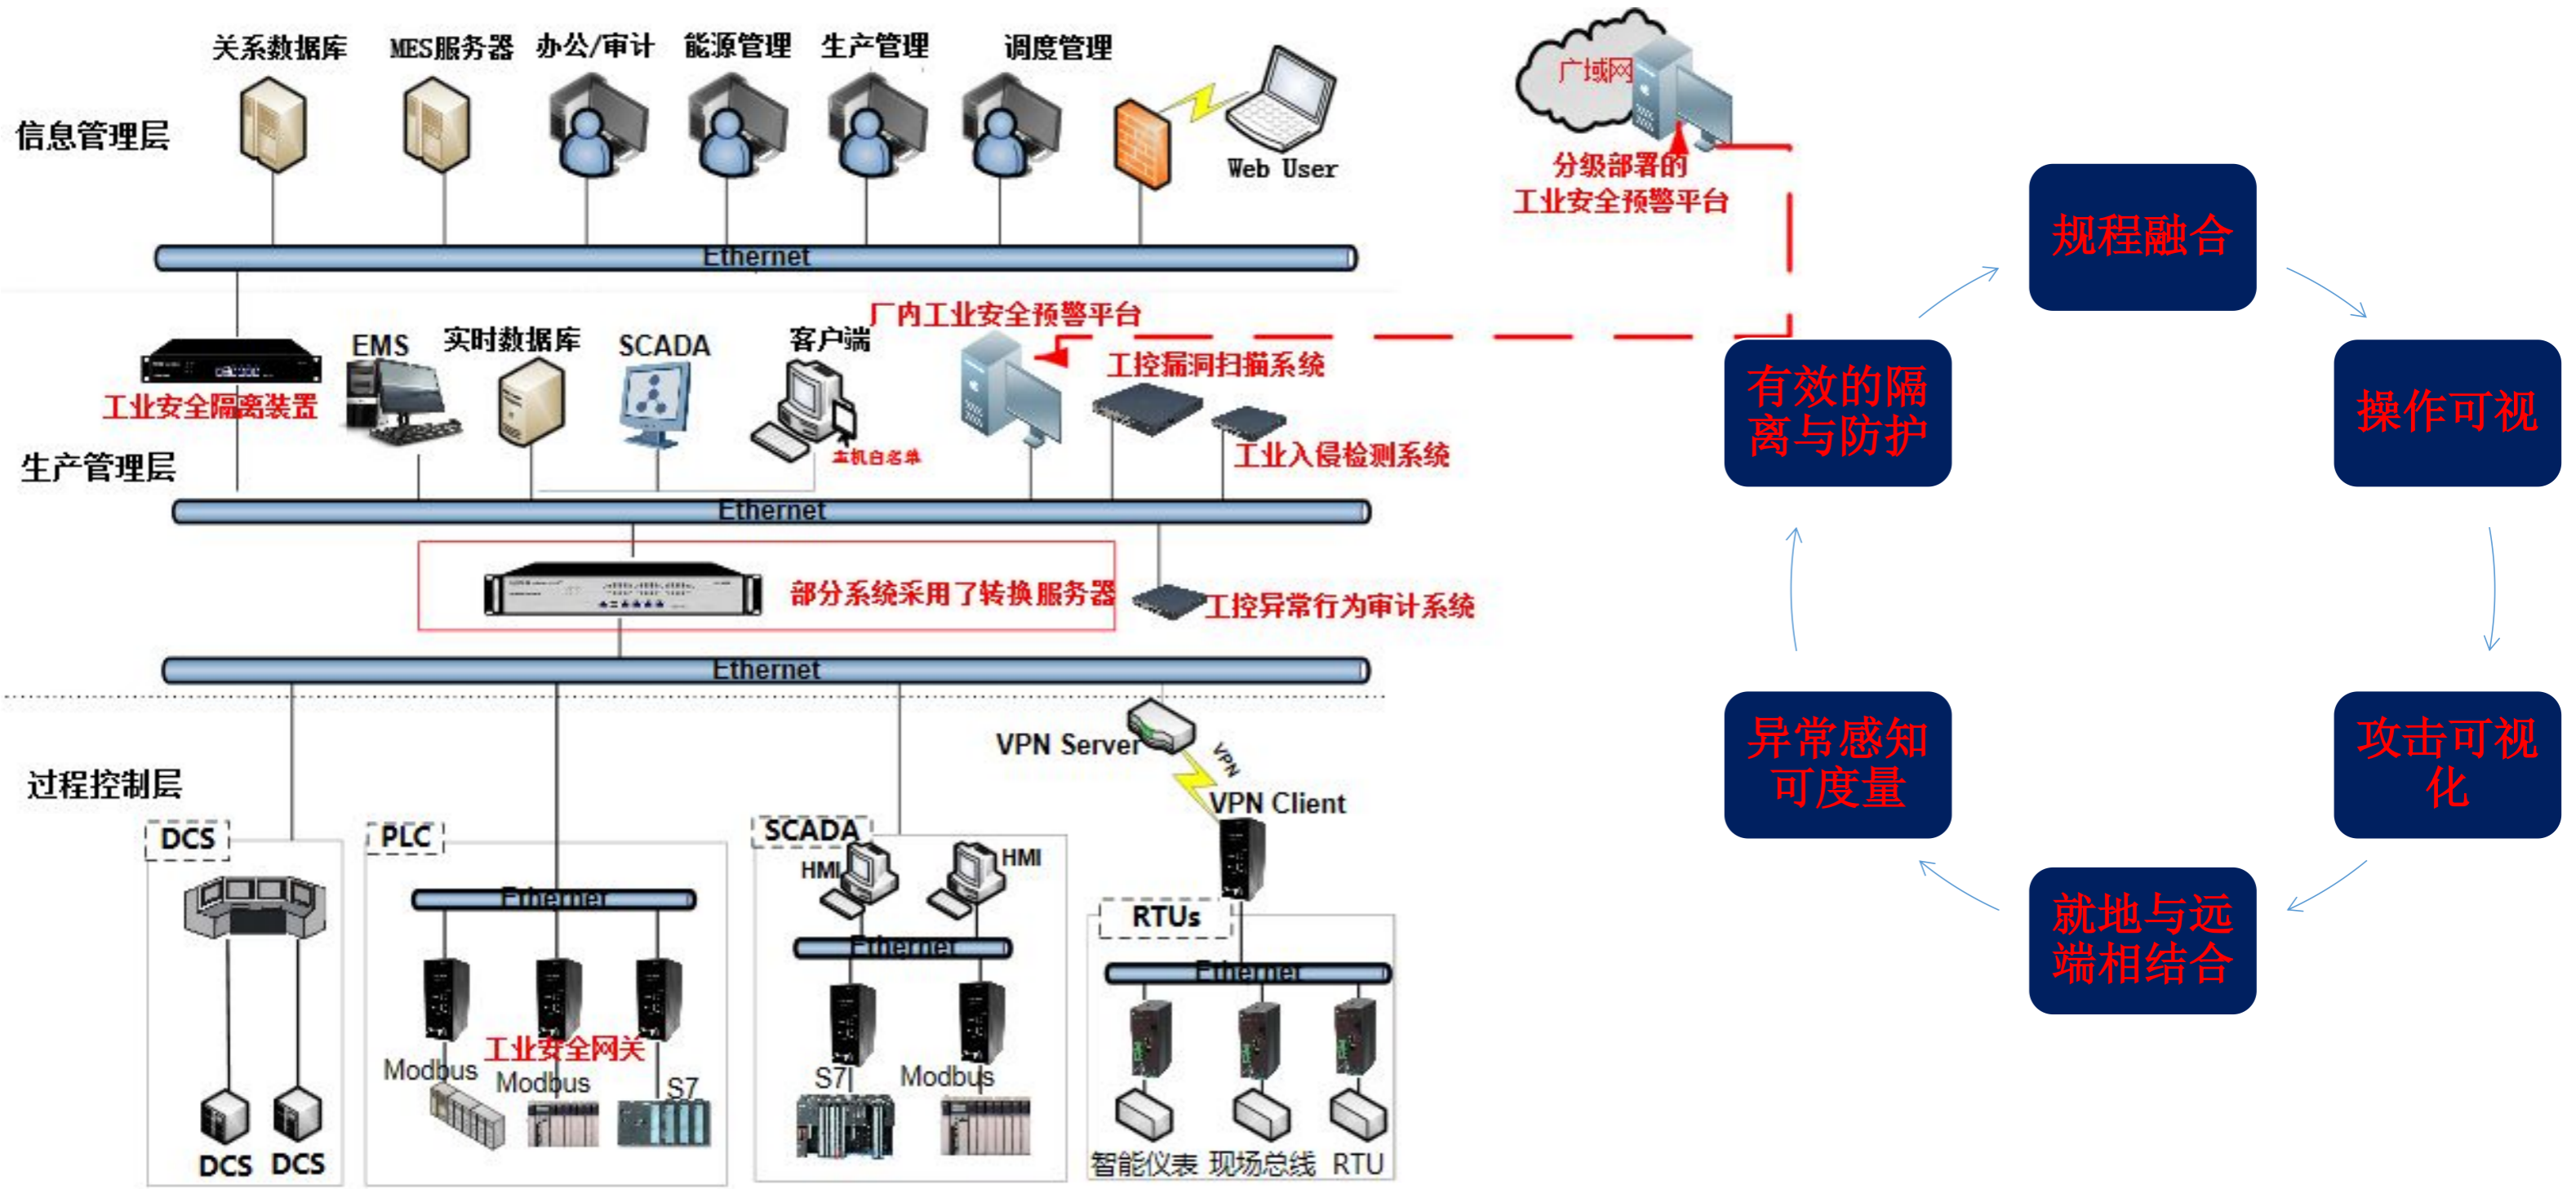 关系数据库
MES服务器
办公/审计
能源管理
生产管理
调度管理
信息管理层
Web User
Ethernet
广域网
分级部署的
工业安全预警平台
厂内工业安全预警平台
EMS
实时数据库
SCADA
客户端
工控漏洞扫描系统
工业安全隔离装置
主机白名单
工业入侵检测系统
生产管理层
Ethernet
部分系统采用了转换服务器
工控异常行为审计系统
Ethernet
VPN Server
VPN
VPN Client
过程控制层
DCS
PLC
SCADA
HMI
HMI
RTUs
Ethernet
Ethernet
Ethernet
工业安全网关
Modbus
Modbus
S7
S7
Modbus
DCS
DCS
智能仪表
现场总线
RTU
规程融合
操作可视
攻击可视
化
就地与远
端相结合
异常感知
可度量
有效的隔
离与防护